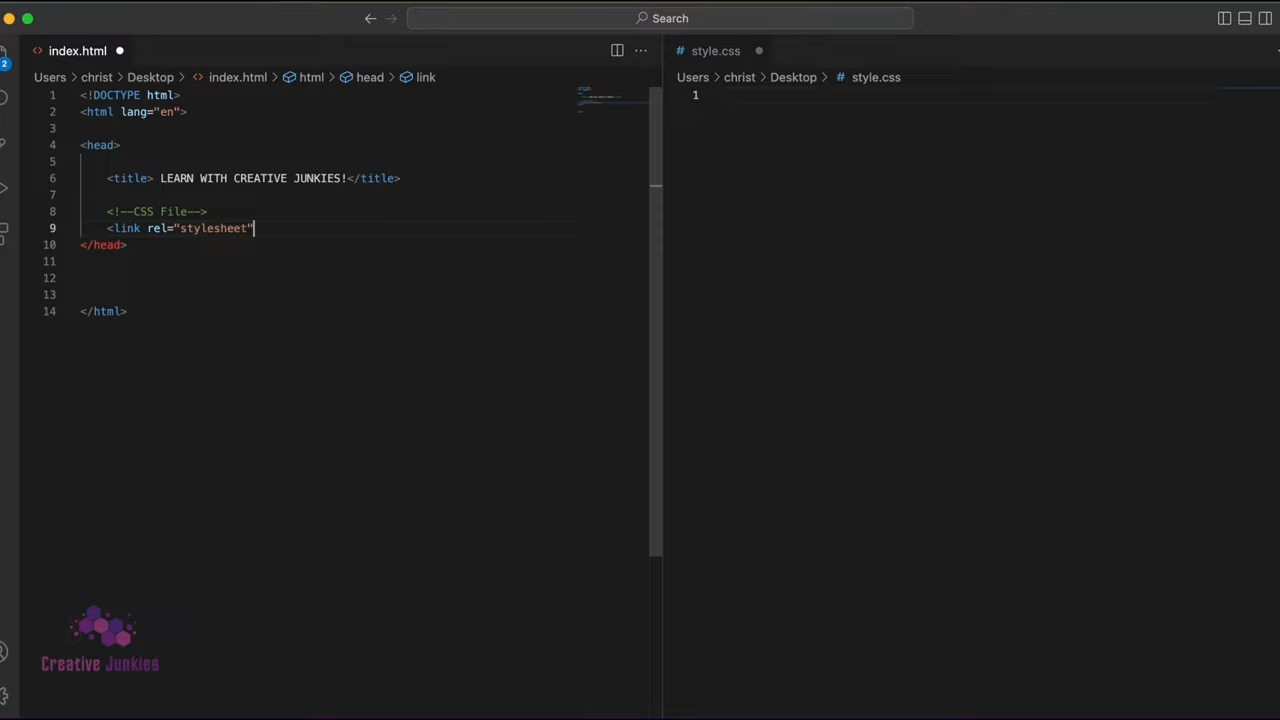 Search
index.html
style.css
2
Users christ Desktop index.html html head link
Users christ Desktop style.css
1 <!DOCTYPE html>
2 <html lang="en">
3
4 <head>
5
6 <title> LEARN WITH CREATIVE JUNKIES!</title>
7
8 <!--CSS File-->
9 <link rel="stylesheet"
10 </head>
11
12
13
14 </html>
1
Creative Junkies